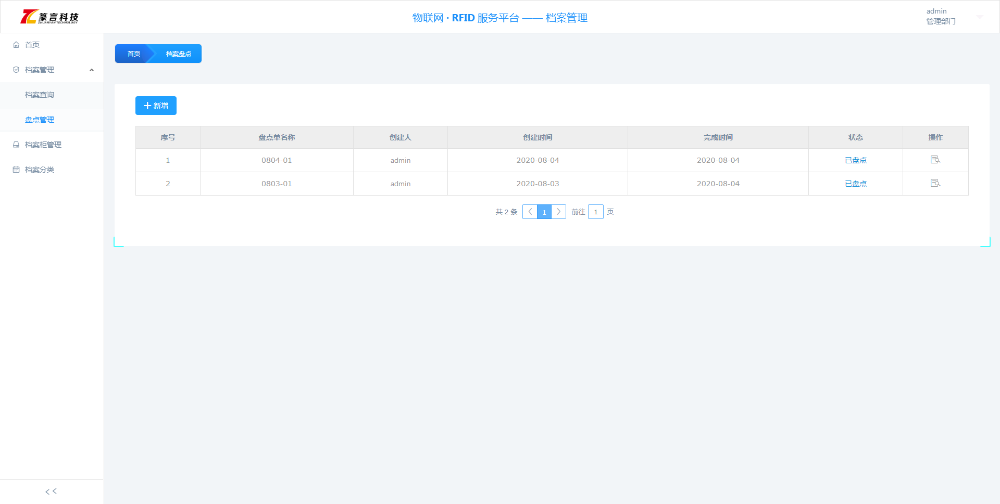 篆言科技
ZHUANYAN TECHNOLOGY
物联网 · RFID 服务平台 —— 档案管理
admin
管理部门
首页
档案管理
档案查询
盘点管理
档案柜管理
档案分类
<<
首页 档案盘点
新增
序号 盘点单名称 创建人 创建时间 完成时间 状态 操作
1 0804-01 admin 2020-08-04 2020-08-04 已盘点
2 0803-01 admin 2020-08-03 2020-08-04 已盘点
共 2 条 < 1 > 前往 1 页